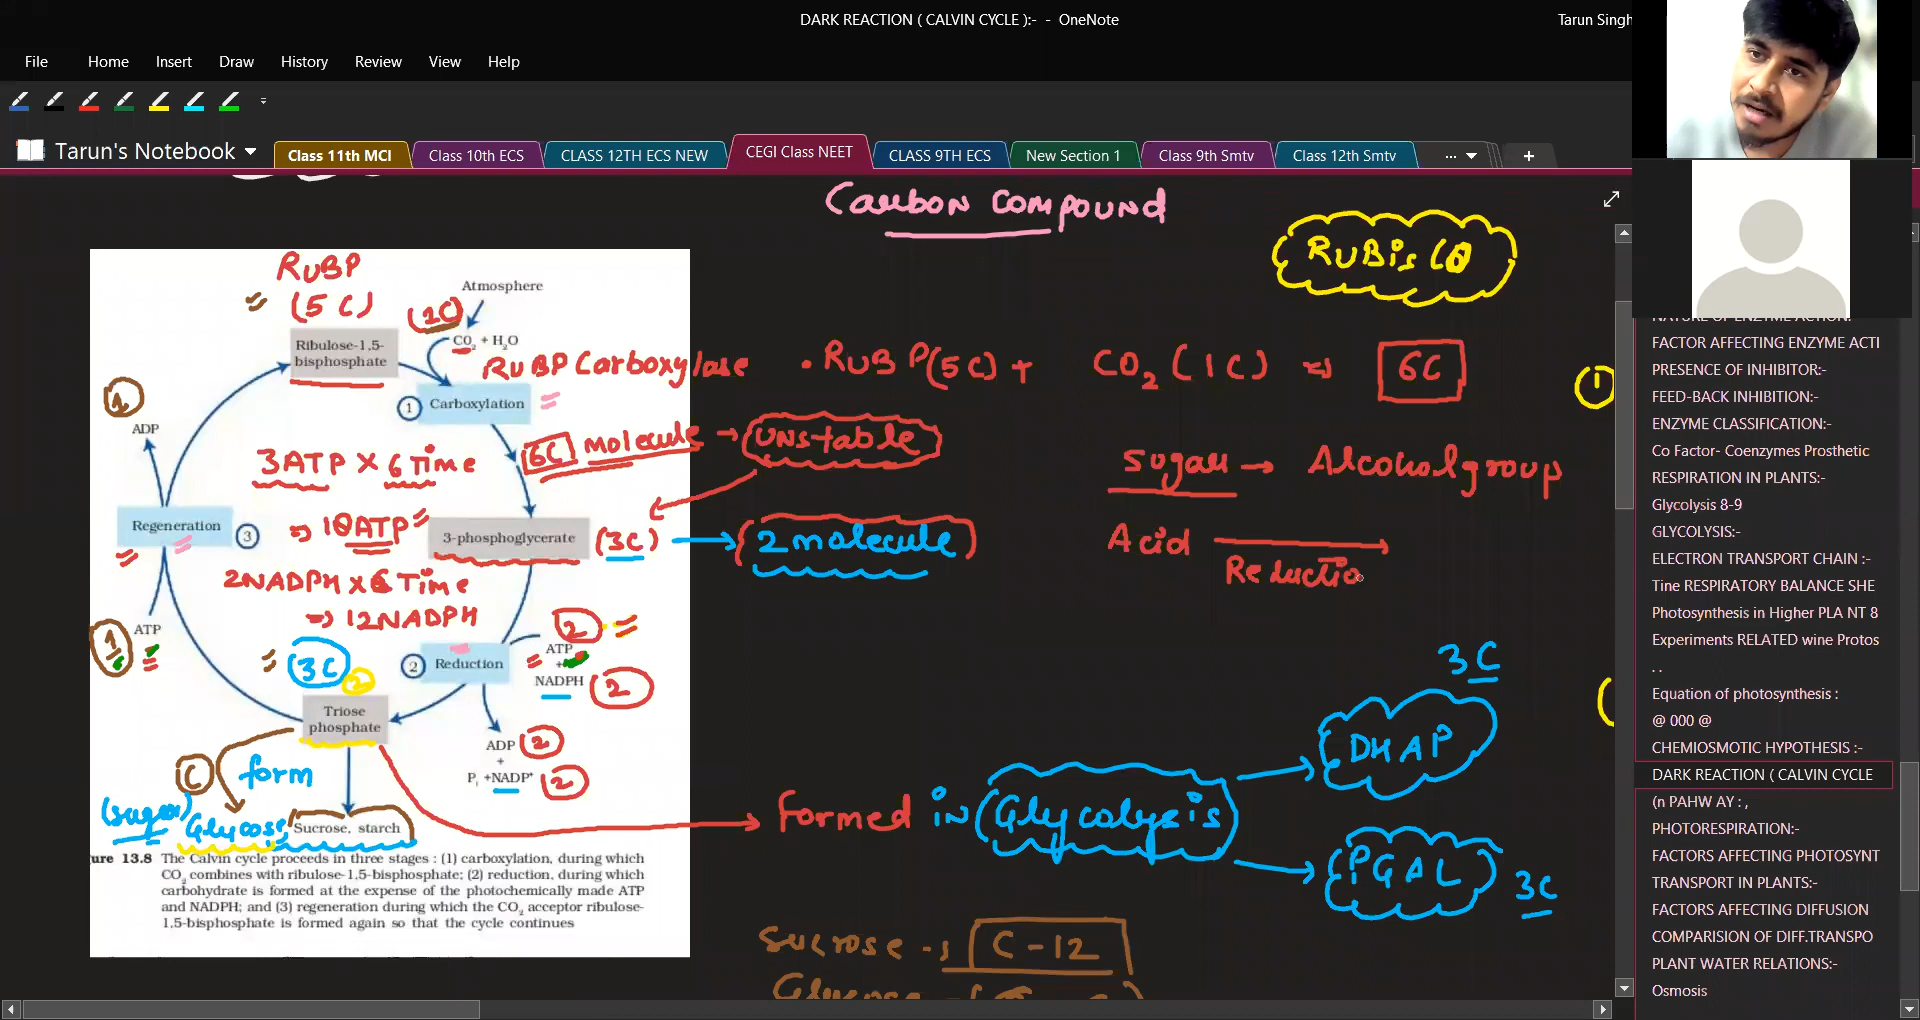 DARK REACTION ( CALVIN CYCLE ):- - OneNote
Tarun Singh
File Home Insert Draw History Review View Help
Tarun's Notebook
Class 11th MCI
Class 10th ECS
CLASS 12TH ECS NEW
CEGI Class NEET
CLASS 9TH ECS
New Section 1
Class 9th Smtv
Class 12th Smtv
...
+
Carbon Compound
RUBisCO
RUBP
(5C)
Atmosphere
(1C)
CO2 + H2O
Ribulose-1,5-
bisphosphate
RUBP Carboxylase
1 Carboxylation
. RUBP(5C) + CO2 (1C) ⇒ 6C
1
1
ADP
6C molecule → unstable
3ATP x 6 Time
Sugar → Alcohol group
Regeneration 3
3-phosphoglycerate (3C) → (2 molecule)
Acid
Reductio
2NADPH x 6 Time
⇒ 12NADPH
1
ATP
6
3C
2
2 Reduction
2
ATP
+
NADPH 2
Triose
phosphate
ADP 2
+
Pi +NADP+ 2
C form
(sugar)
Glycose,
Sucrose, starch
Formed in (Glycolysis)
3C
DHAP
PGAL
3C
ure 13.8 The Calvin cycle proceeds in three stages : (1) carboxylation, during which
CO2 combines with ribulose-1,5-bisphosphate; (2) reduction, during which
carbohydrate is formed at the expense of the photochemically made ATP
and NADPH; and (3) regeneration during which the CO2 acceptor ribulose-
1,5-bisphosphate is formed again so that the cycle continues
Sucrose → C-12
Glucose
NATURE OF ENZYME ACTION:
FACTOR AFFECTING ENZYME ACTI
PRESENCE OF INHIBITOR:-
FEED-BACK INHIBITION:-
ENZYME CLASSIFICATION:-
Co Factor- Coenzymes Prosthetic
RESPIRATION IN PLANTS:-
Glycolysis 8-9
GLYCOLYSIS:-
ELECTRON TRANSPORT CHAIN :-
Tine RESPIRATORY BALANCE SHE
Photosynthesis in Higher PLA NT 8
Experiments RELATED wine Protos
. .
Equation of photosynthesis :
@ 000 @
CHEMIOSMOTIC HYPOTHESIS :-
DARK REACTION ( CALVIN CYCLE
(n PAHW AY : ,
PHOTORESPIRATION:-
FACTORS AFFECTING PHOTOSYNT
TRANSPORT IN PLANTS:-
FACTORS AFFECTING DIFFUSION
COMPARISION OF DIFF.TRANSPO
PLANT WATER RELATIONS:-
Osmosis